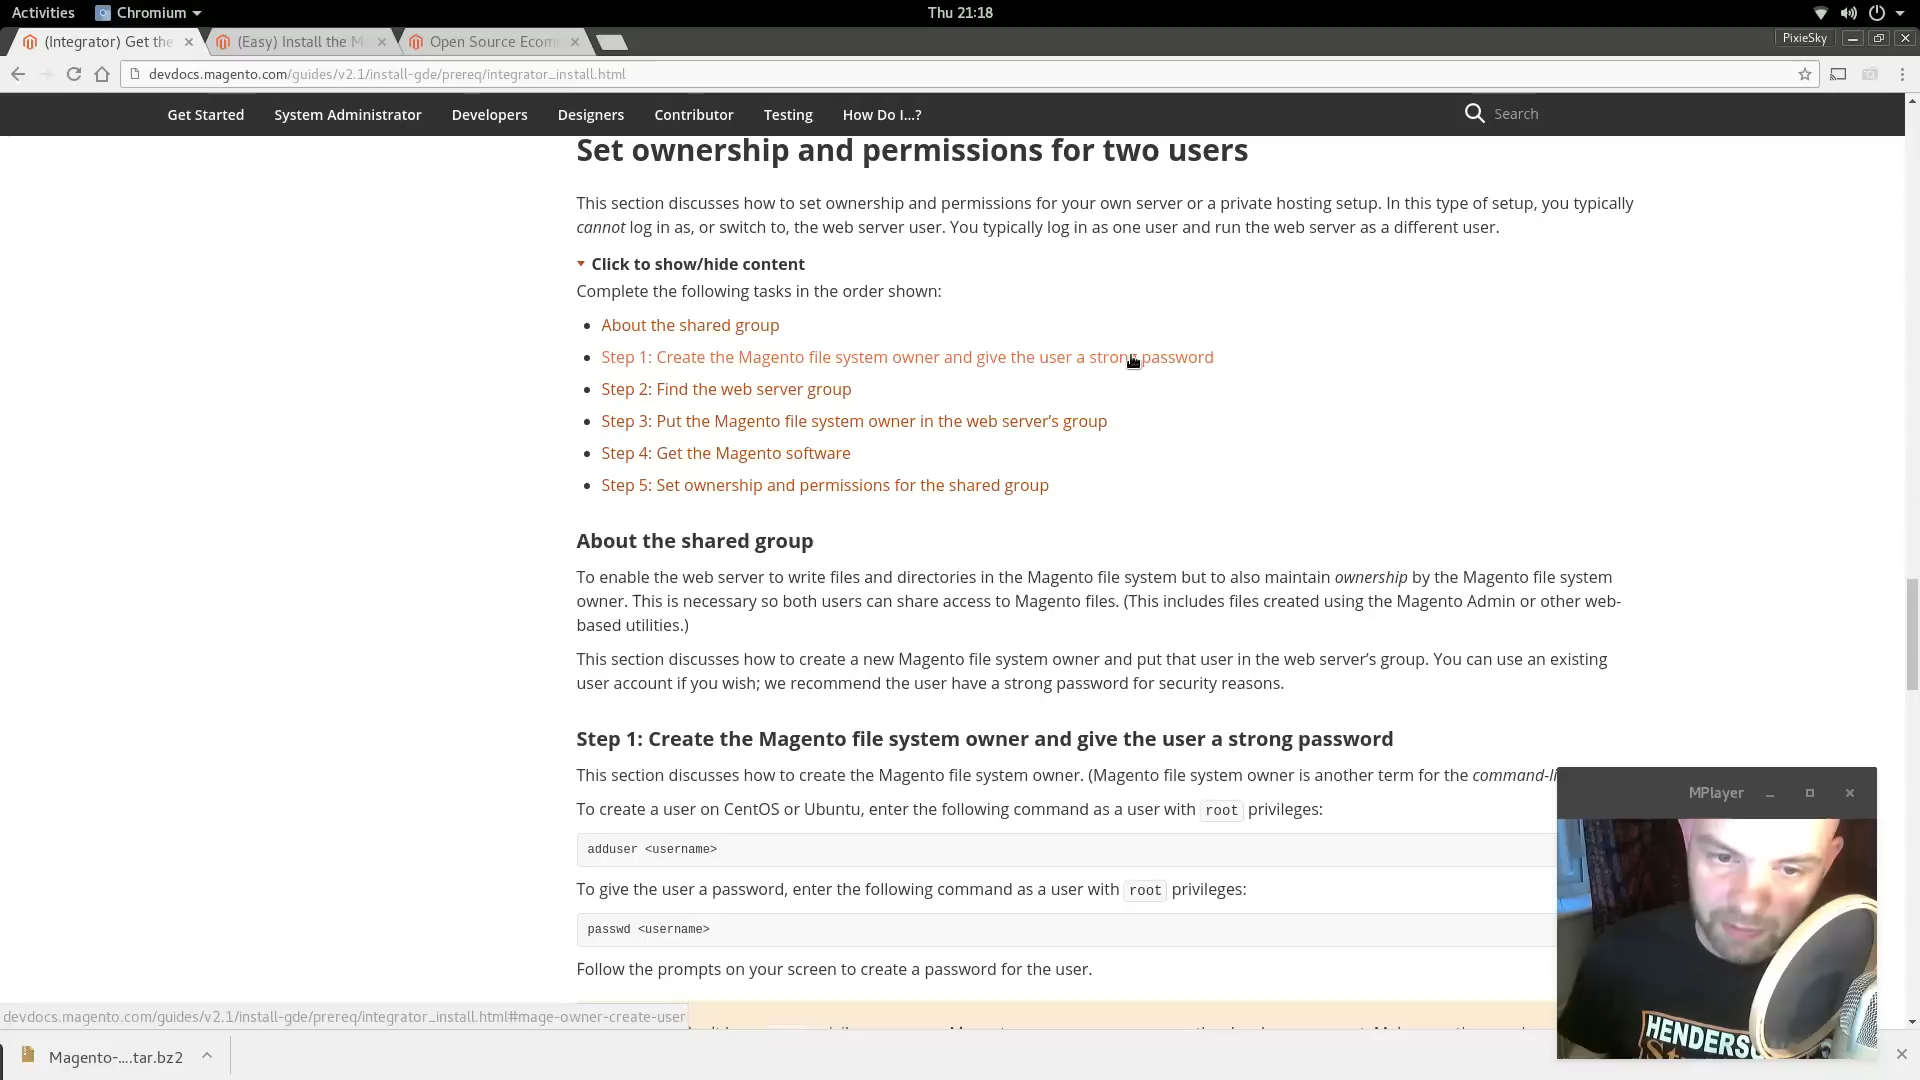 Activities
Chromium
Thu 21:18
(Integrator) Get the
(Easy) Install the M
Open Source Ecom
PixieSky
devdocs.magento.com/guides/v2.1/install-gde/prereq/integrator_install.html
Get Started
System Administrator
Developers
Designers
Contributor
Testing
How Do I...?
Search
Set ownership and permissions for two users
This section discusses how to set ownership and permissions for your own server or a private hosting setup. In this type of setup, you typically
cannot log in as, or switch to, the web server user. You typically log in as one user and run the web server as a different user.
Click to show/hide content
Complete the following tasks in the order shown:
About the shared group
Step 1: Create the Magento file system owner and give the user a strong password
Step 2: Find the web server group
Step 3: Put the Magento file system owner in the web server’s group
Step 4: Get the Magento software
Step 5: Set ownership and permissions for the shared group
About the shared group
To enable the web server to write files and directories in the Magento file system but to also maintain ownership by the Magento file system
owner. This is necessary so both users can share access to Magento files. (This includes files created using the Magento Admin or other web-
based utilities.)
This section discusses how to create a new Magento file system owner and put that user in the web server’s group. You can use an existing
user account if you wish; we recommend the user have a strong password for security reasons.
Step 1: Create the Magento file system owner and give the user a strong password
This section discusses how to create the Magento file system owner. (Magento file system owner is another term for the command-li
To create a user on CentOS or Ubuntu, enter the following command as a user with root privileges:
adduser <username>
To give the user a password, enter the following command as a user with root privileges:
passwd <username>
Follow the prompts on your screen to create a password for the user.
devdocs.magento.com/guides/v2.1/install-gde/prereq/integrator_install.html#mage-owner-create-user
Magento-....tar.bz2
MPlayer
HENDERS